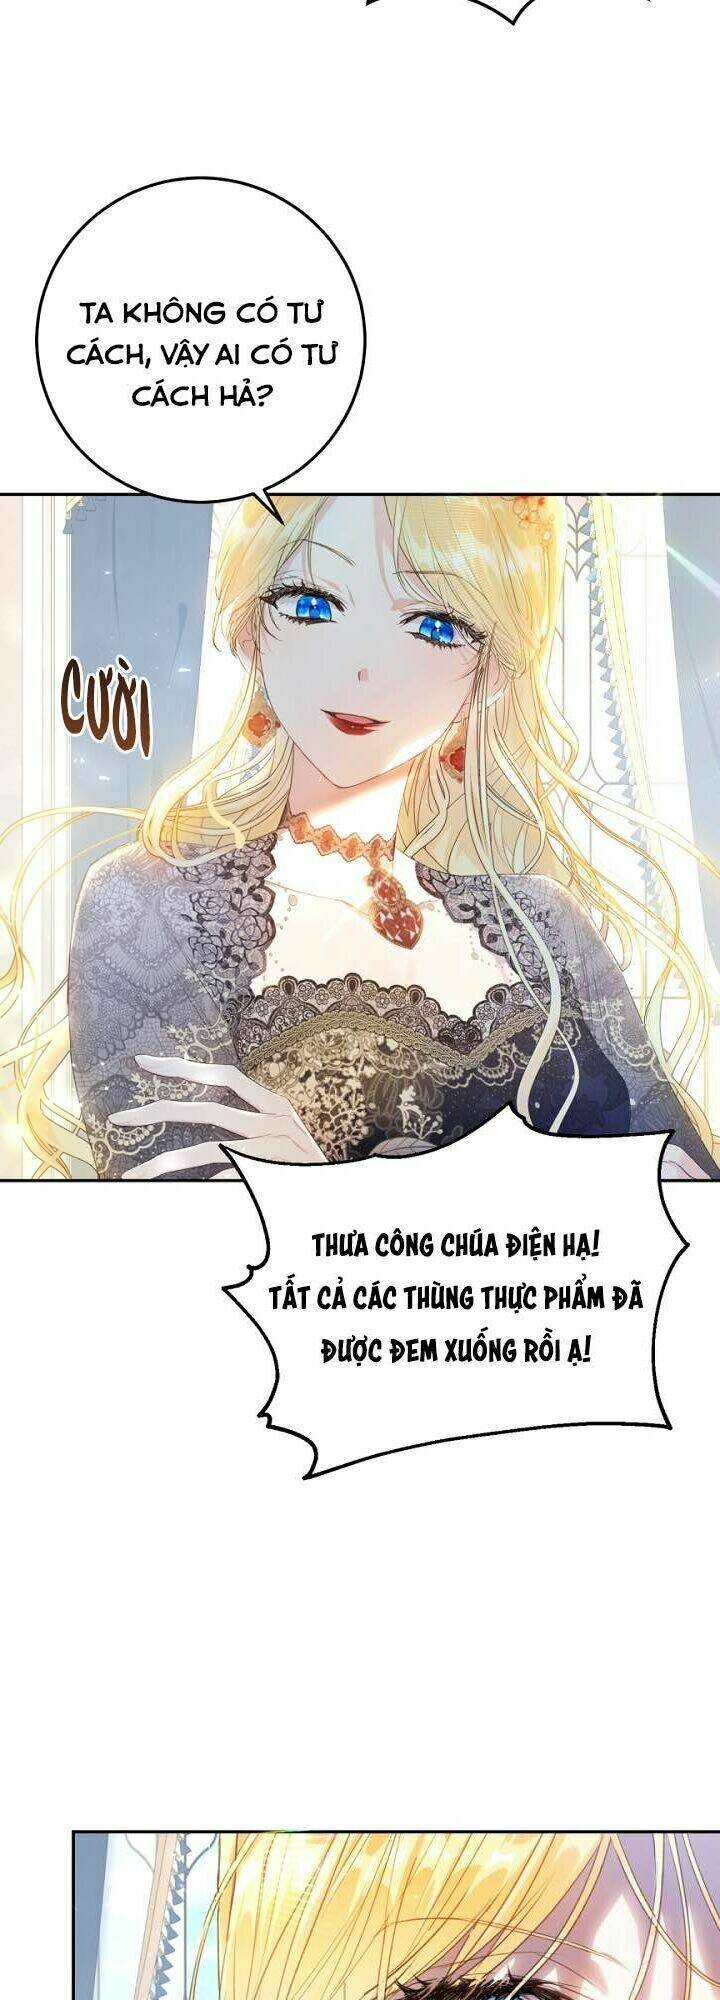 TA KHÔNG CÓ TƯ
CÁCH, VẬY AI CÓ TƯ
CÁCH HẢ?
CƯỜI
THƯA CÔNG CHÚA ĐIỆN HẠ!
TẤT CẢ CÁC THÙNG THỰC PHẨM ĐÃ
ĐƯỢC ĐEM XUỐNG RỒI Ạ!